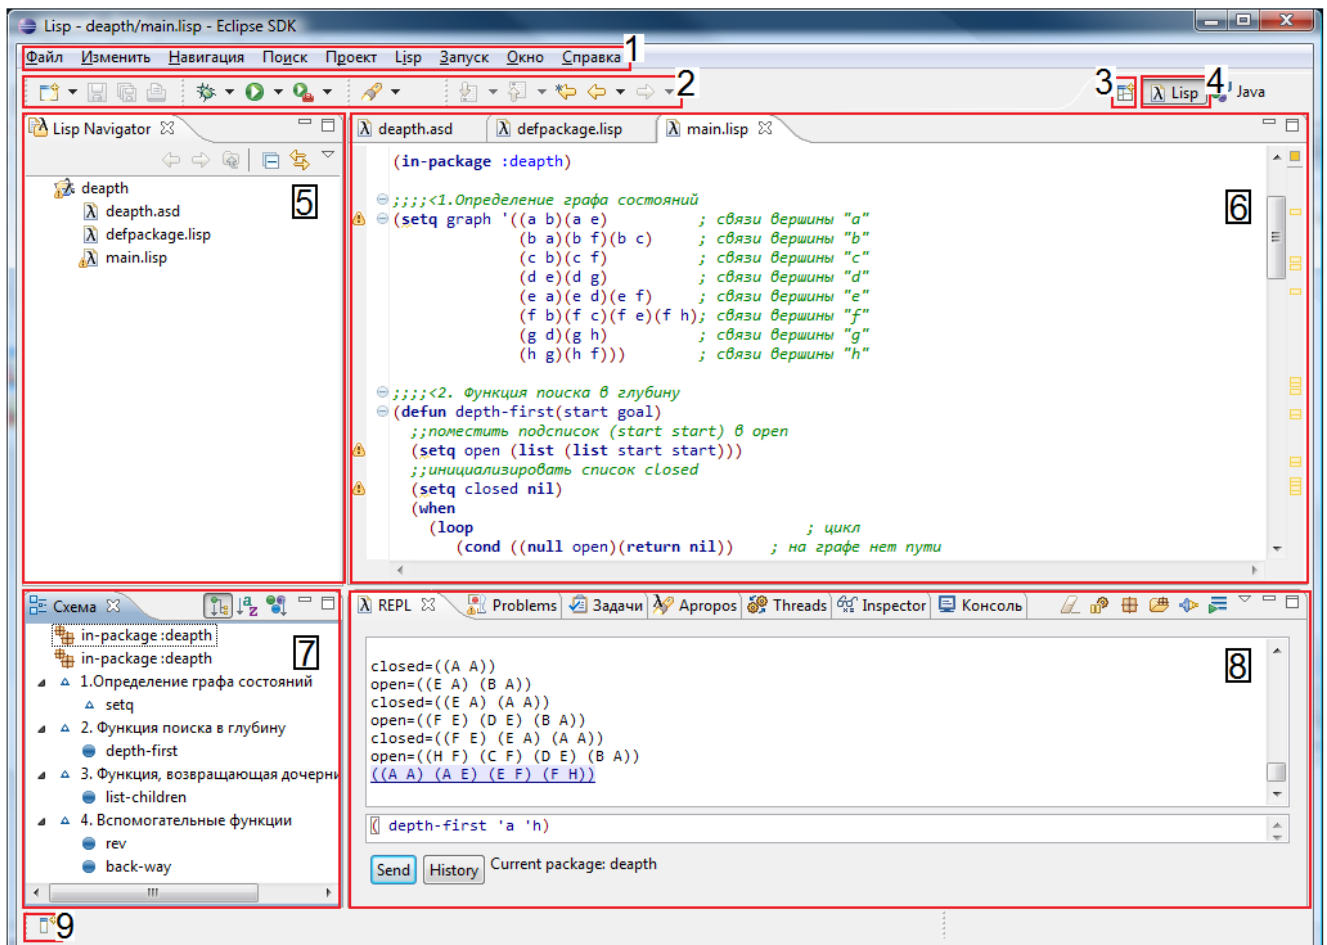 Lisp - deapth/main.lisp - Eclipse SDK
Файл Изменить Навигация Поиск Проект Lisp Запуск Окно Справка 1
2 3 Lisp 4 Java
Lisp Navigator
deapth
deapth.asd
defpackage.lisp
main.lisp
5
deapth.asd defpackage.lisp main.lisp
6
(in-package :deapth)
;;;;<1.Определение графа состояний
(setq graph '((a b)(a e) ; связи вершины "a"
(b a)(b f)(b c) ; связи вершины "b"
(c b)(c f) ; связи вершины "c"
(d e)(d g) ; связи вершины "d"
(e a)(e d)(e f) ; связи вершины "e"
(f b)(f c)(f e)(f h); связи вершины "f"
(g d)(g h) ; связи вершины "g"
(h g)(h f))) ; связи вершины "h"
;;;;<2. Функция поиска в глубину
(defun depth-first(start goal)
;;поместить подсписок (start start) в open
(setq open (list (list start start)))
;;инициализировать список closed
(setq closed nil)
(when
(loop ; цикл
(cond ((null open)(return nil)) ; на графе нет пути
Схема
in-package :deapth
in-package :deapth
7
1.Определение графа состояний
setq
2. Функция поиска в глубину
depth-first
3. Функция, возвращающая дочерни
list-children
4. Вспомогательные функции
rev
back-way
REPL Problems Задачи Apropos Threads Inspector Консоль
8
closed=((A A))
open=((E A) (B A))
closed=((E A) (A A))
open=((F E) (D E) (B A))
closed=((F E) (E A) (A A))
open=((H F) (C F) (D E) (B A))
((A A) (A E) (E F) (F H))
( depth-first 'a 'h)
Send History Current package: deapth
9